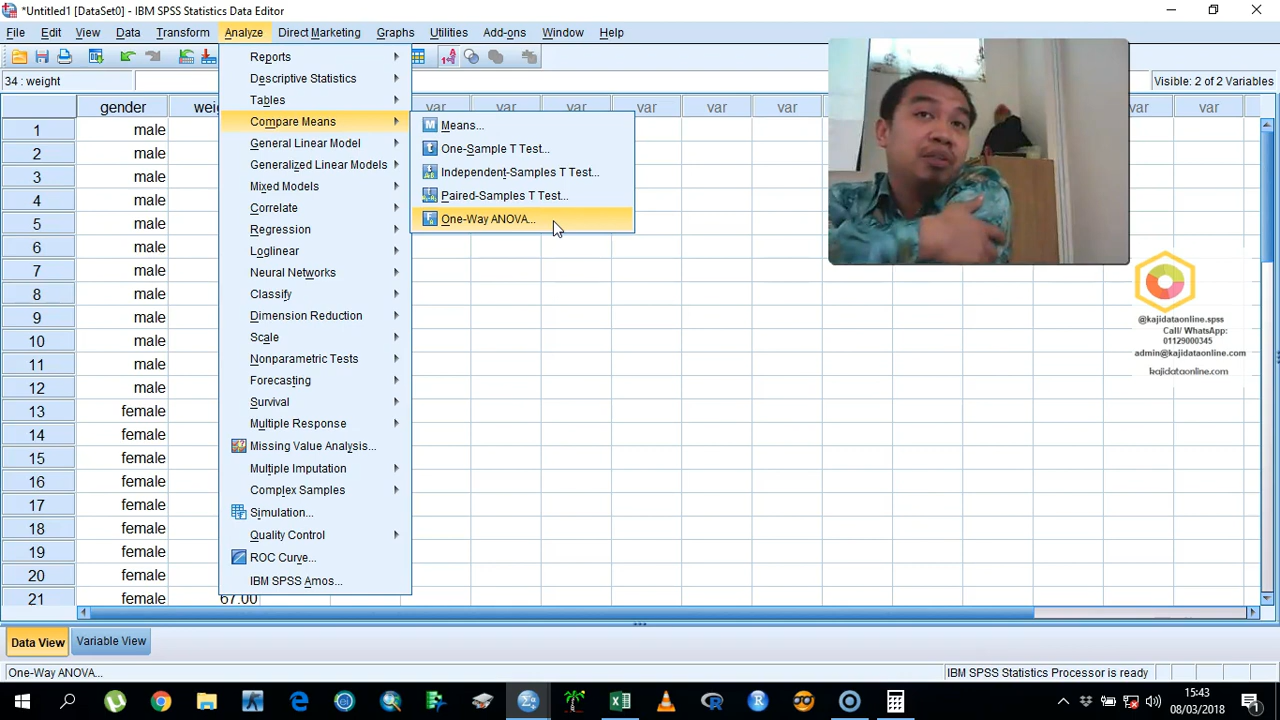 *Untitled1 [DataSet0] - IBM SPSS Statistics Data Editor
File Edit View Data Transform Analyze Direct Marketing Graphs Utilities Add-ons Window Help
34 : weight
Visible: 2 of 2 Variables
gender var var var var var var var var var
1 male
2 male
3 male
4 male
5 male
6 male
7 male
8 male
9 male
10 male
11 male
12 male
13 female
14 female
15 female
16 female
17 female
18 female
19 female
20 female
21 female 67.00
Reports
Descriptive Statistics
Tables
Compare Means
General Linear Model
Generalized Linear Models
Mixed Models
Correlate
Regression
Loglinear
Neural Networks
Classify
Dimension Reduction
Scale
Nonparametric Tests
Forecasting
Survival
Multiple Response
Missing Value Analysis...
Multiple Imputation
Complex Samples
Simulation...
Quality Control
ROC Curve...
IBM SPSS Amos...
Means...
One-Sample T Test...
Independent-Samples T Test...
Paired-Samples T Test...
One-Way ANOVA...
@kajidataonline.spss
Call/ WhatsApp:
01129000345
admin@kajidataonline.com
kajidataonline.com
Data View Variable View
One-Way ANOVA...
IBM SPSS Statistics Processor is ready
15:43
08/03/2018